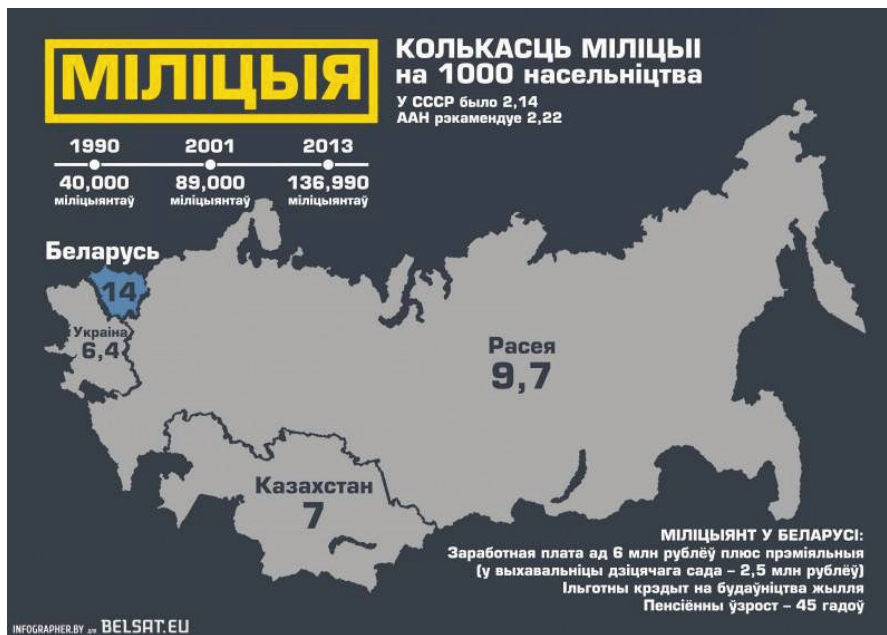 МІЛІЦЫЯ
КОЛЬКАСЦЬ МІЛІЦЫІ
на 1000 насельніцтва
У СССР было 2,14
ААН рэкамендуе 2,22
1990 2001 2013
40,000 89,000 136,990
міліцыянтаў міліцыянтаў міліцыянтаў
Беларусь
14
Украіна
6,4
Расея
9,7
Казахстан
7
МІЛІЦЫЯНТ У БЕЛАРУСІ:
Заработная плата ад 6 млн рублёў плюс прэміяльныя
(у выхавальніцы дзіцячага сада – 2,5 млн рублёў)
Ільготны крэдыт на будаўніцтва жылля
Пенсіённы ўзрост – 45 гадоў
INFOGRAPHER.BY для BELSAT.EU